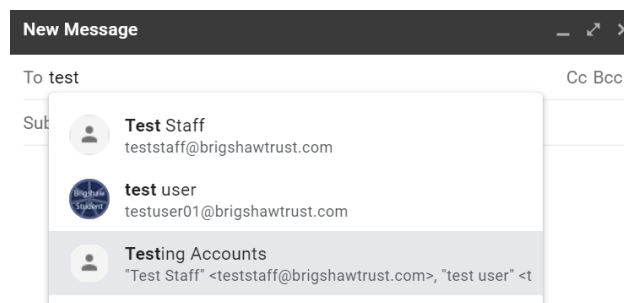 New Message
To test Cc Bcc
Sub
Test Staff
teststaff@brigshawtrust.com
Brigshaw
Student
test user
testuser01@brigshawtrust.com
Testing Accounts
"Test Staff" <teststaff@brigshawtrust.com>, "test user" <t